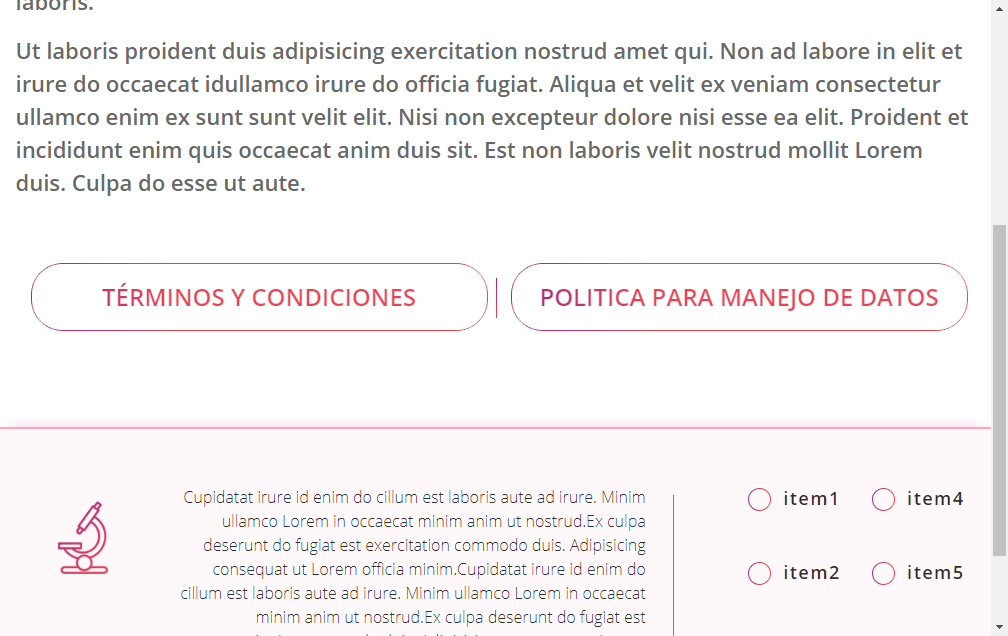 laboris.
Ut laboris proident duis adipisicing exercitation nostrud amet qui. Non ad labore in elit et
irure do occaecat idullamco irure do officia fugiat. Aliqua et velit ex veniam consectetur
ullamco enim ex sunt sunt velit elit. Nisi non excepteur dolore nisi esse ea elit. Proident et
incididunt enim quis occaecat anim duis sit. Est non laboris velit nostrud mollit Lorem
duis. Culpa do esse ut aute.
TÉRMINOS Y CONDICIONES
POLITICA PARA MANEJO DE DATOS
Cupidatat irure id enim do cillum est laboris aute ad irure. Minim
ullamco Lorem in occaecat minim anim ut nostrud.Ex culpa
deserunt do fugiat est exercitation commodo duis. Adipisicing
consequat ut Lorem officia minim.Cupidatat irure id enim do
cillum est laboris aute ad irure. Minim ullamco Lorem in occaecat
minim anim ut nostrud.Ex culpa deserunt do fugiat est
item1
item4
item2
item5